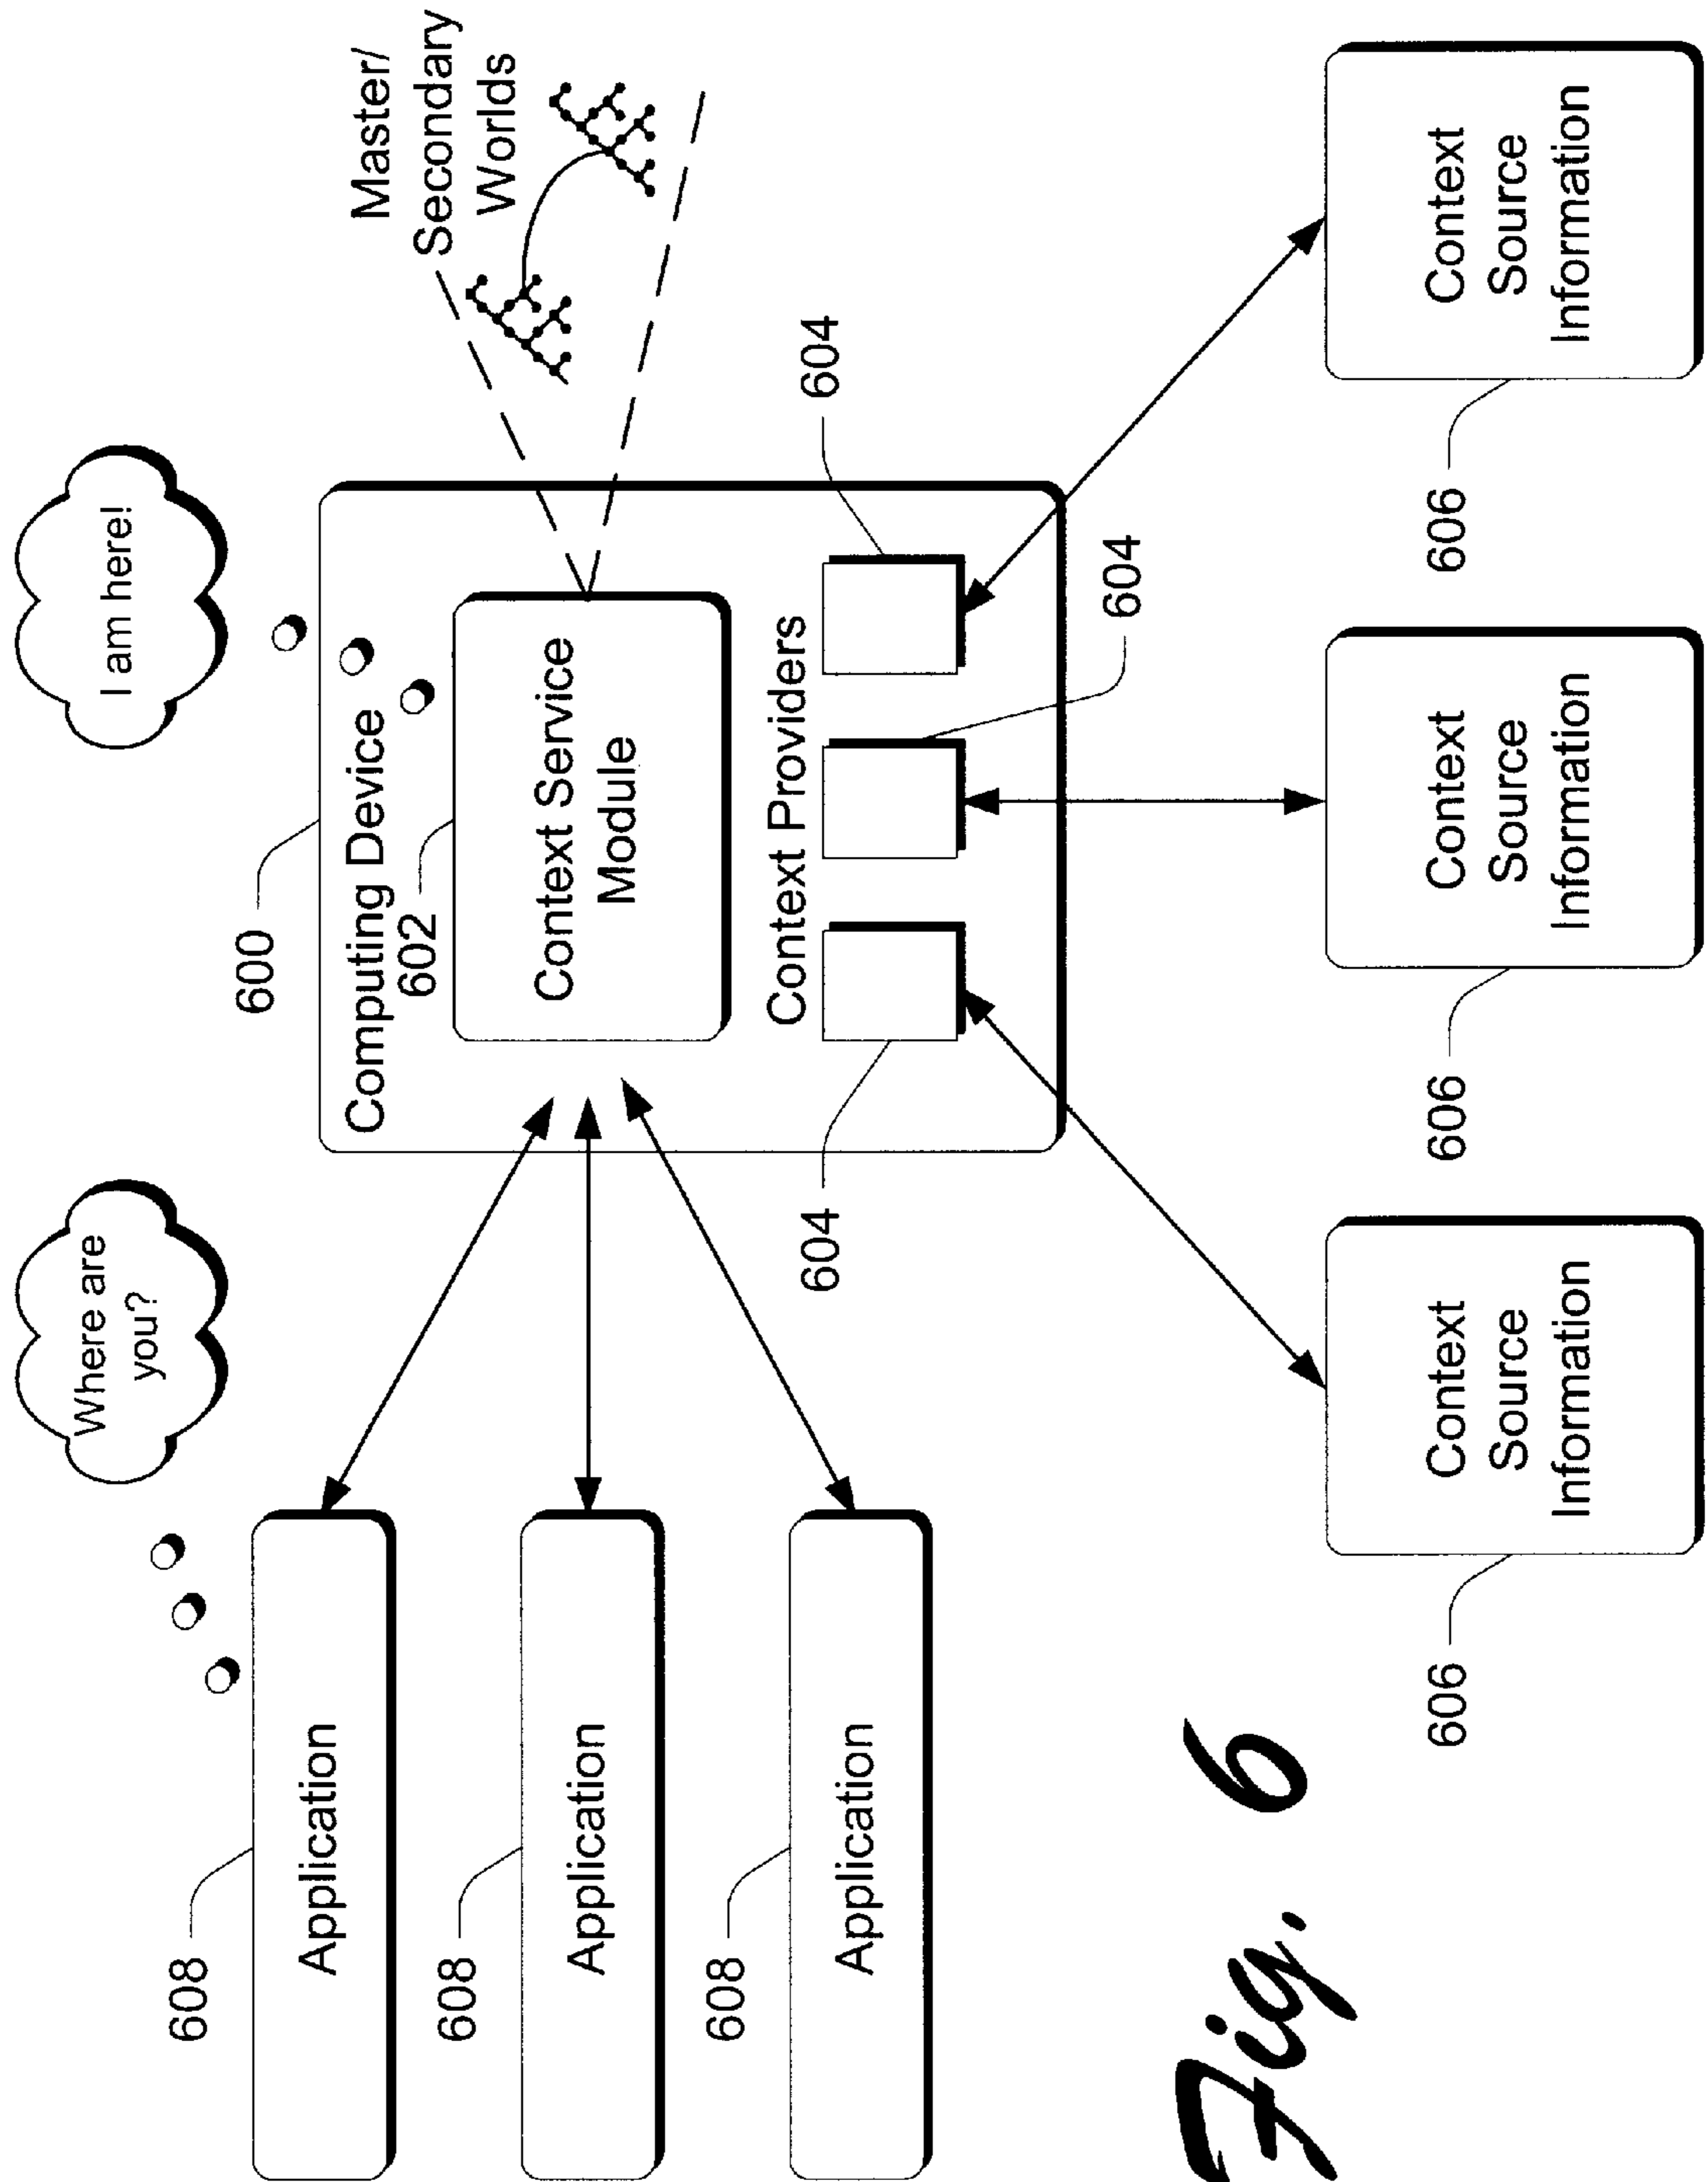 Where are
you?
I am here!
600
Master/
Secondary
Worlds
608
Application
Computing Device
602
Context Service
Module
608
Application
608
Application
Context Providers
604
604
604
606
Context
Source
Information
606
Context
Source
Information
606
Context
Source
Information
Fig. 6